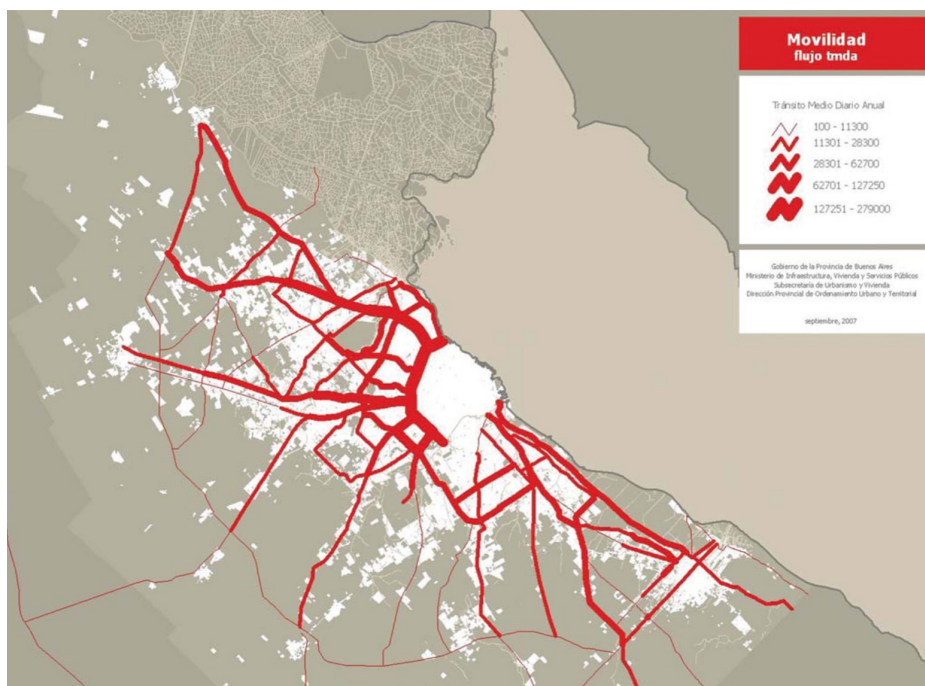 Movilidad
flujo tmda
Tránsito Medio Diario Anual
100 - 11300
11301 - 28300
28301 - 62700
62701 - 127250
127251 - 279000
Gobierno de la Provincia de Buenos Aires
Ministerio de Infraestructura, Vivienda y Servicios Públicos
Subsecretaría de Urbanismo y Vivienda
Dirección Provincial de Ordenamiento Urbano y Territorial
septiembre, 2007